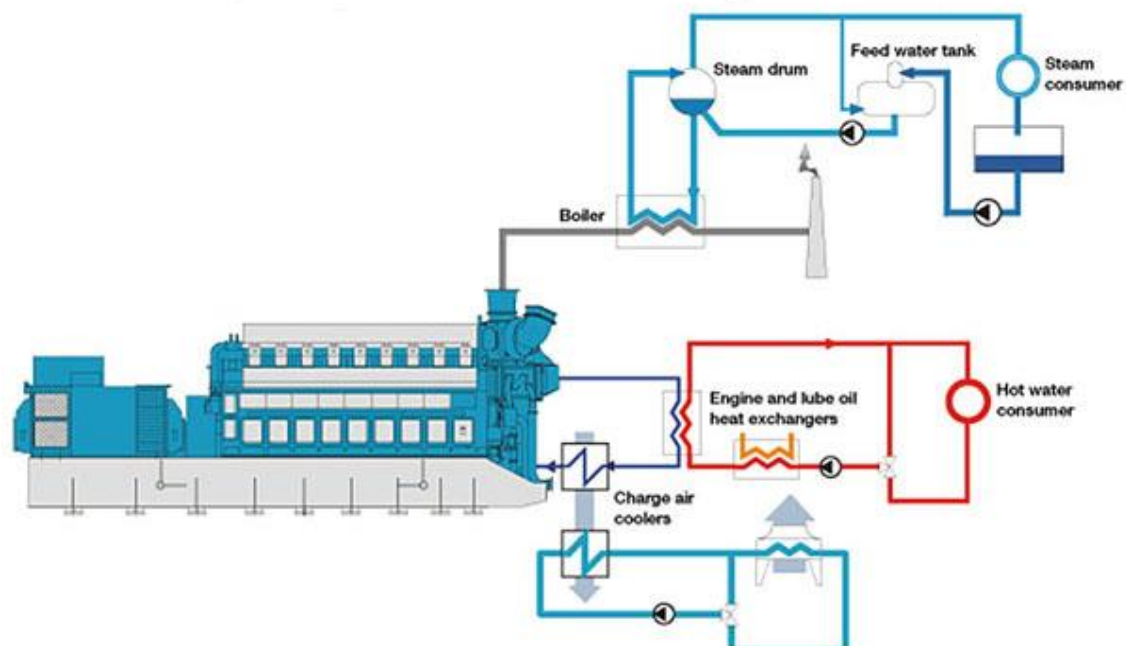 Steam drum
Feed water tank
Steam
consumer
Boiler
Engine and lube oil
heat exchangers
Hot water
consumer
Charge air
coolers